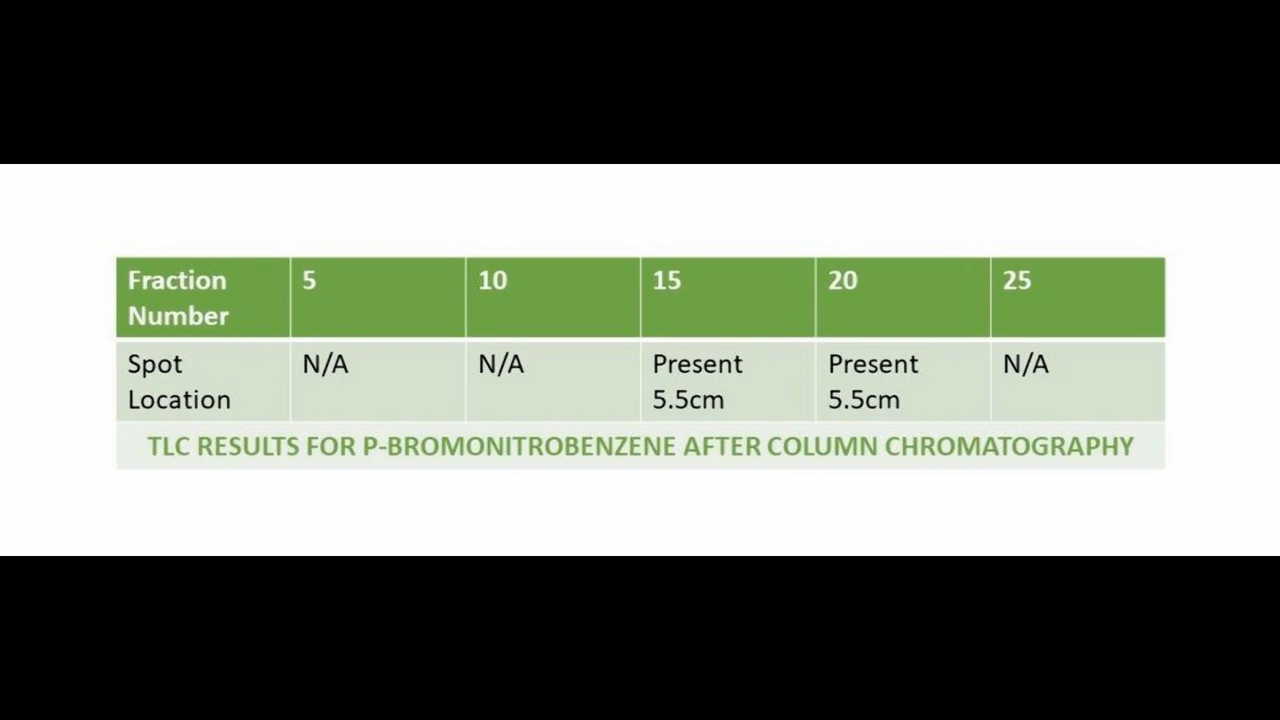 Fraction Number 5 10 15 20 25
Spot Location N/A N/A Present 5.5cm Present 5.5cm N/A
TLC RESULTS FOR P-BROMONITROBENZENE AFTER COLUMN CHROMATOGRAPHY